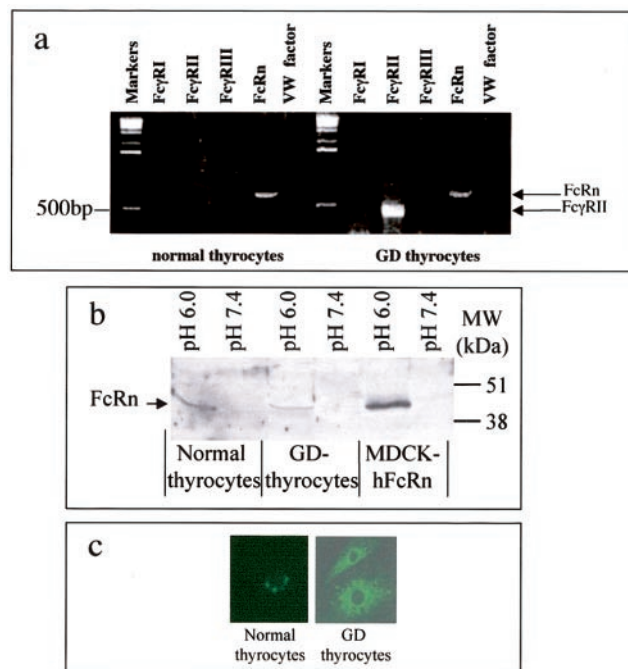 a
Markers
FcγRI
FcγRII
FcγRIII
FcRn
VW factor
Markers
FcγRI
FcγRII
FcγRIII
FcRn
VW factor
500bp
FcRn
FcγRII
normal thyrocytes
GD thyrocytes
b
pH 6.0
pH 7.4
pH 6.0
pH 7.4
pH 6.0
pH 7.4
MW
(kDa)
FcRn
51
38
Normal
thyrocytes
GD-
thyrocytes
MDCK-
hFcRn
c
Normal
thyrocytes
GD
thyrocytes